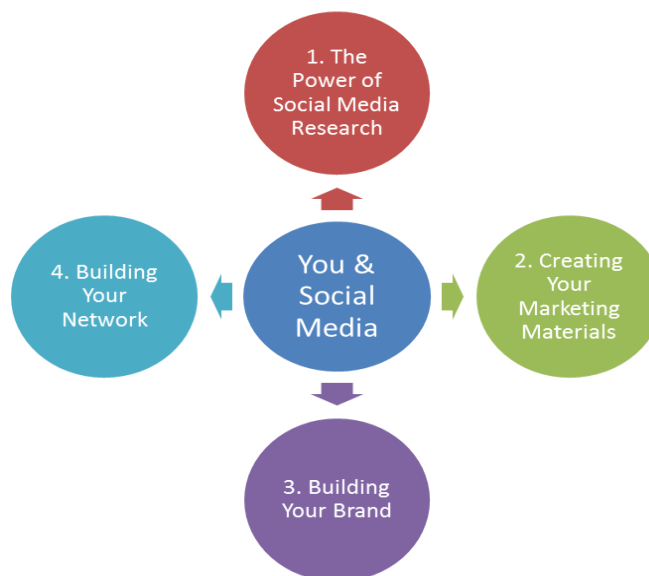 1. The
Power of
Social Media
Research
You &
Social
Media
2. Creating
Your
Marketing
Materials
3. Building
Your Brand
4. Building
Your
Network